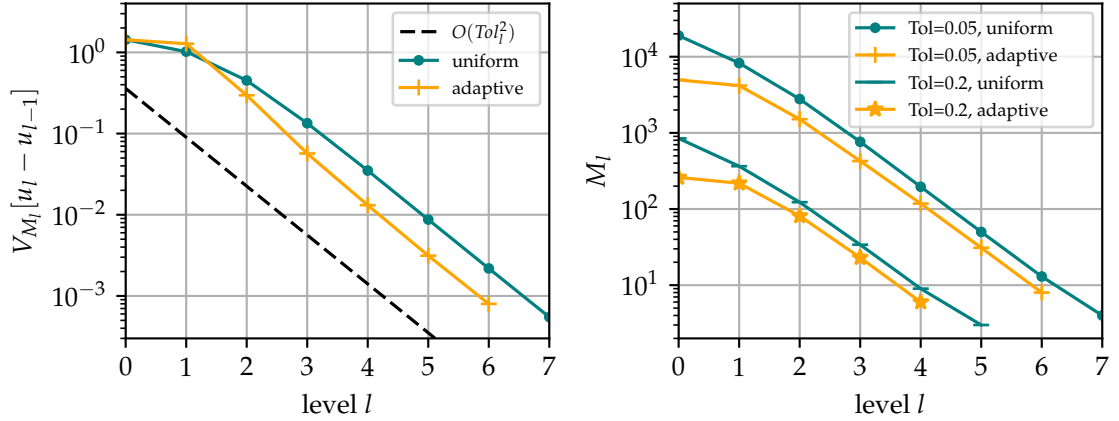 10^0
10^{-1}
10^{-2}
10^{-3}
V_{M_l}[u_l − u_{l−1}]
O(Tol_l^2)
uniform
adaptive
0 1 2 3 4 5 6 7
level l
10^4
10^3
10^2
10^1
M_l
Tol=0.05, uniform
Tol=0.05, adaptive
Tol=0.2, uniform
Tol=0.2, adaptive
0 1 2 3 4 5 6 7
level l